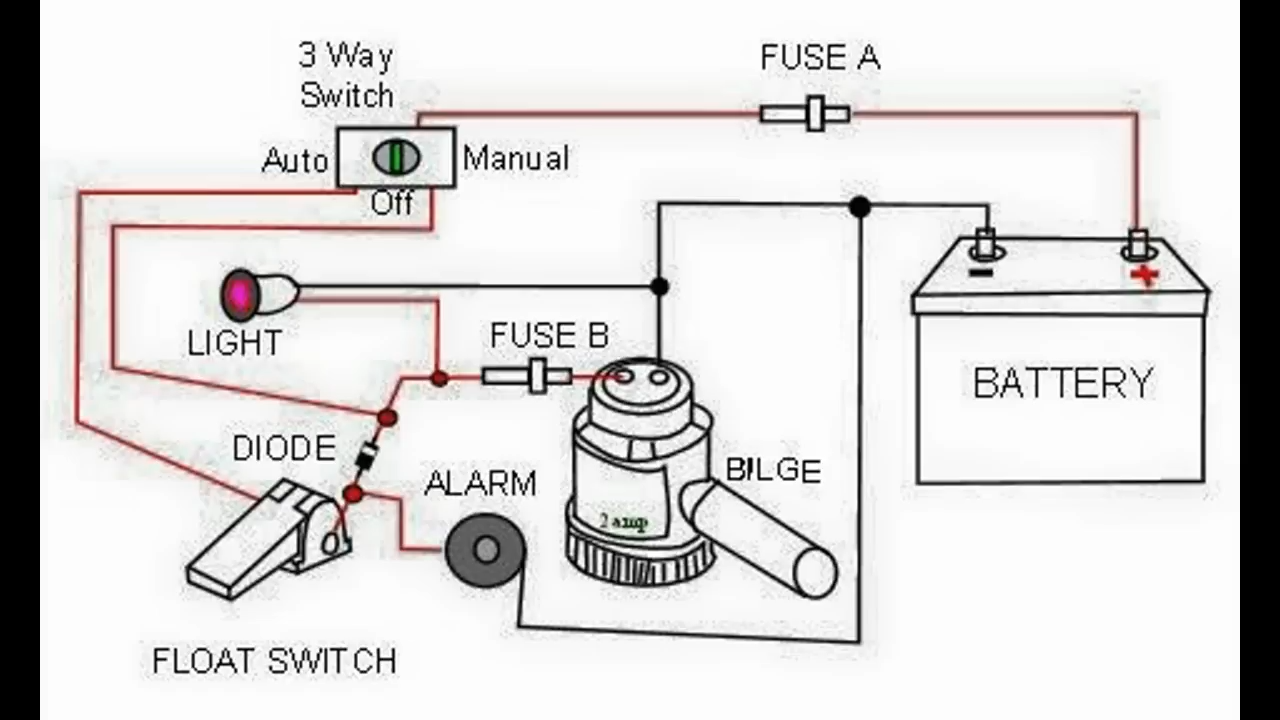 3 Way
Switch
FUSE A
Auto
Manual
Off
LIGHT
FUSE B
BATTERY
DIODE
ALARM
BILGE
2 amp
FLOAT SWITCH